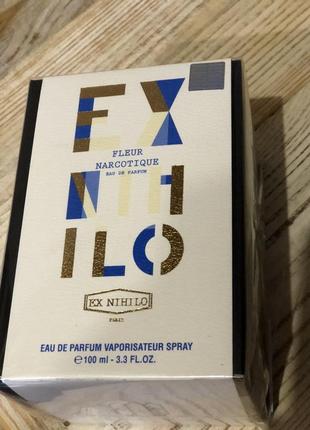 EX
FLEUR
NARCOTIQUE
EAU DE PARFUM
NIH
ILO
EX NIHILO
PARIS
EAU DE PARFUM VAPORISATEUR SPRAY
℮ 100 ml - 3.3 FL.OZ.